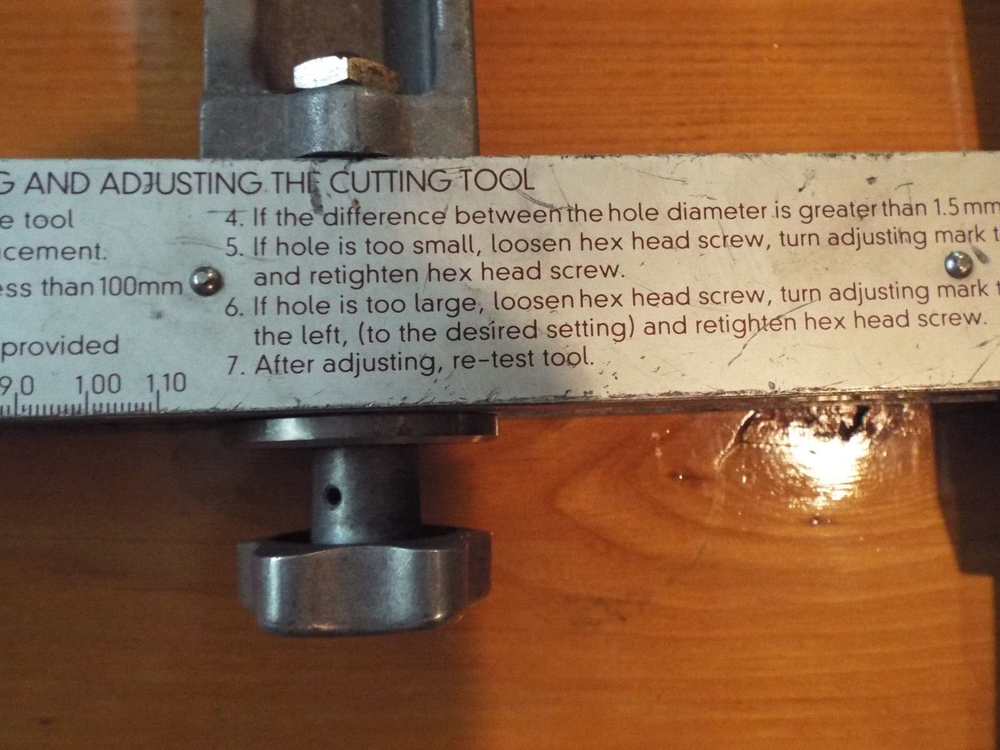 G AND ADJUSTING THE CUTTING TOOL
e tool
cement.
ess than 100mm
provided
9,0 1,00 1,10
4. If the difference between the hole diameter is greater than 1.5 mm
5. If hole is too small, loosen hex head screw, turn adjusting mark t
and retighten hex head screw.
6. If hole is too large, loosen hex head screw, turn adjusting mark t
the left, (to the desired setting) and retighten hex head screw.
7. After adjusting, re-test tool.